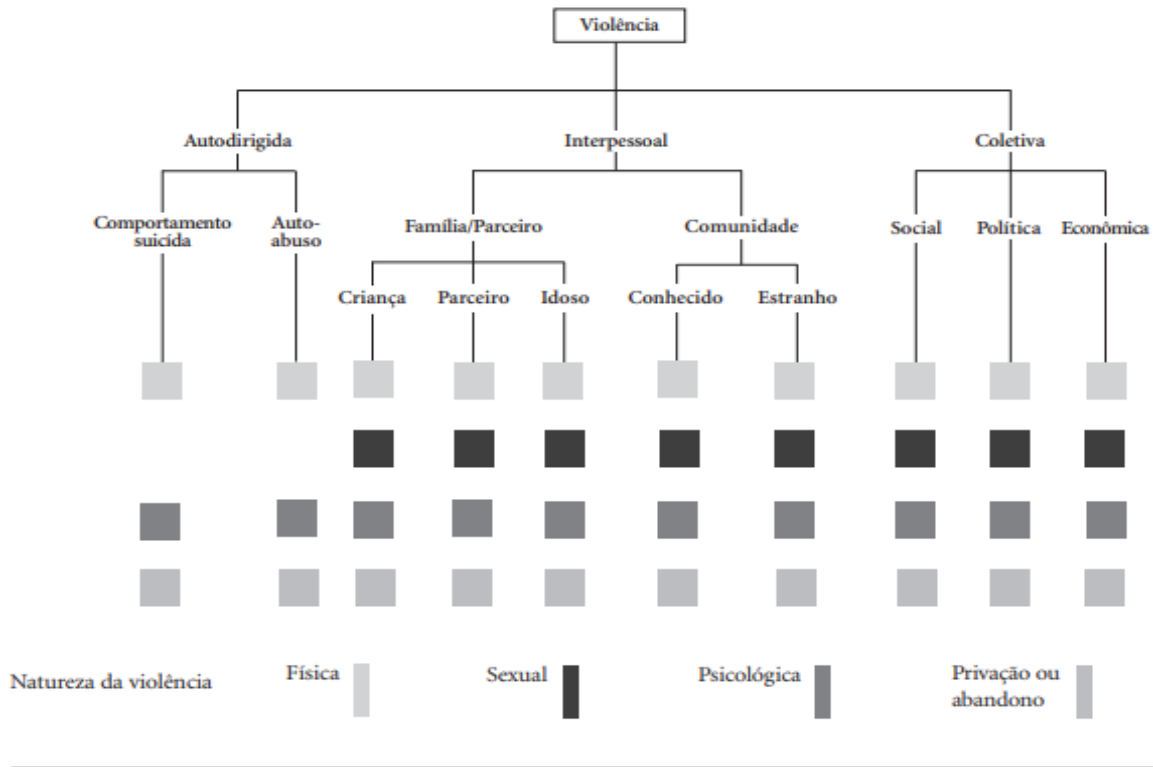 Violência
Autodirigida
Interpessoal
Coletiva
Comportamento
suicída
Auto-
abuso
Família/Parceiro
Comunidade
Social
Política
Econômica
Criança
Parceiro
Idoso
Conhecido
Estranho
Natureza da violência
Física
Sexual
Psicológica
Privação ou
abandono